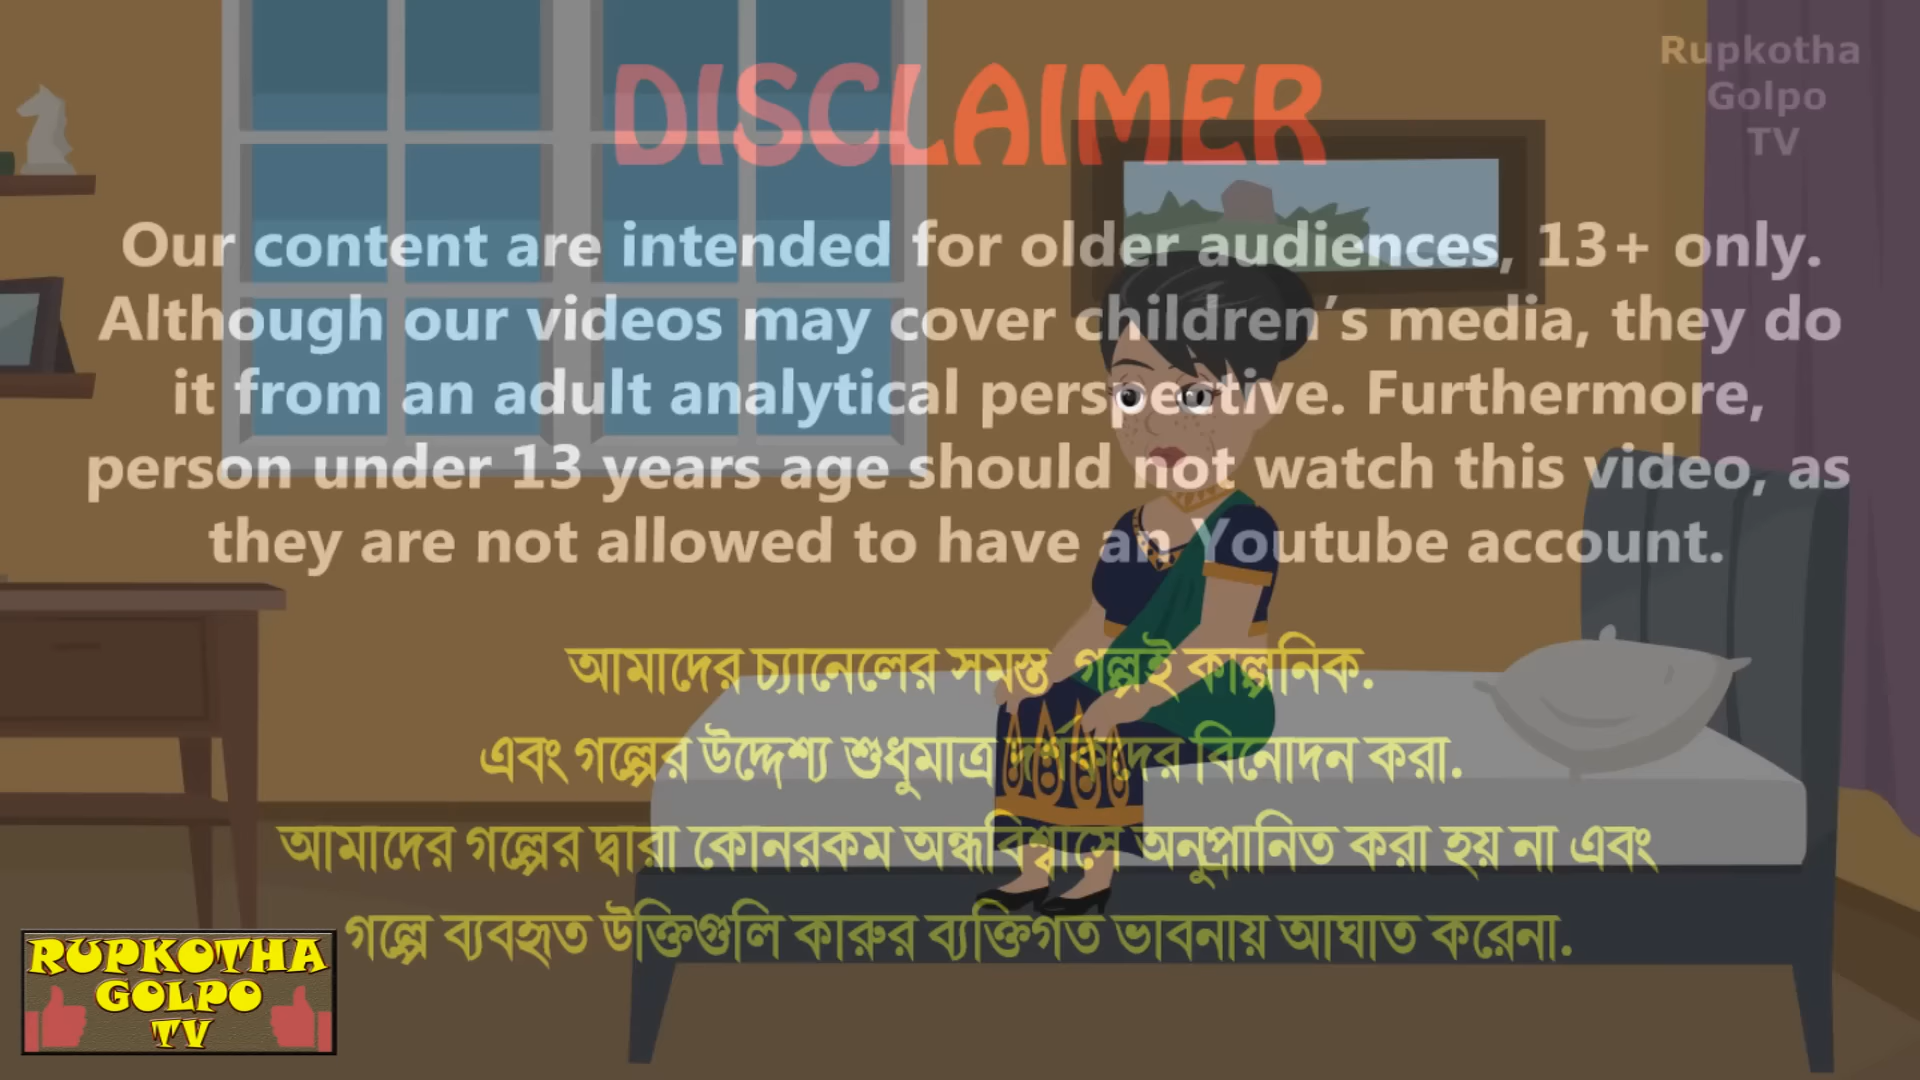 Rupkotha
Golpo
TV
DISCLAIMER
Our content are intended for older audiences, 13+ only.
Although our videos may cover children's media, they do
it from an adult analytical perspective. Furthermore,
person under 13 years age should not watch this video, as
they are not allowed to have an Youtube account.
আমাদের চ্যানেলের সমস্ত গল্পই কাল্পনিক.
এবং গল্পের উদ্দেশ্য শুধুমাত্র দর্শকদের বিনোদন করা.
আমাদের গল্পের দ্বারা কোনরকম অন্ধবিশ্বাসে অনুপ্রানিত করা হয় না এবং
গল্পে ব্যবহৃত উক্তিগুলি কারুর ব্যক্তিগত ভাবনায় আঘাত করেনা.
RUPKOTHA
GOLPO
TV